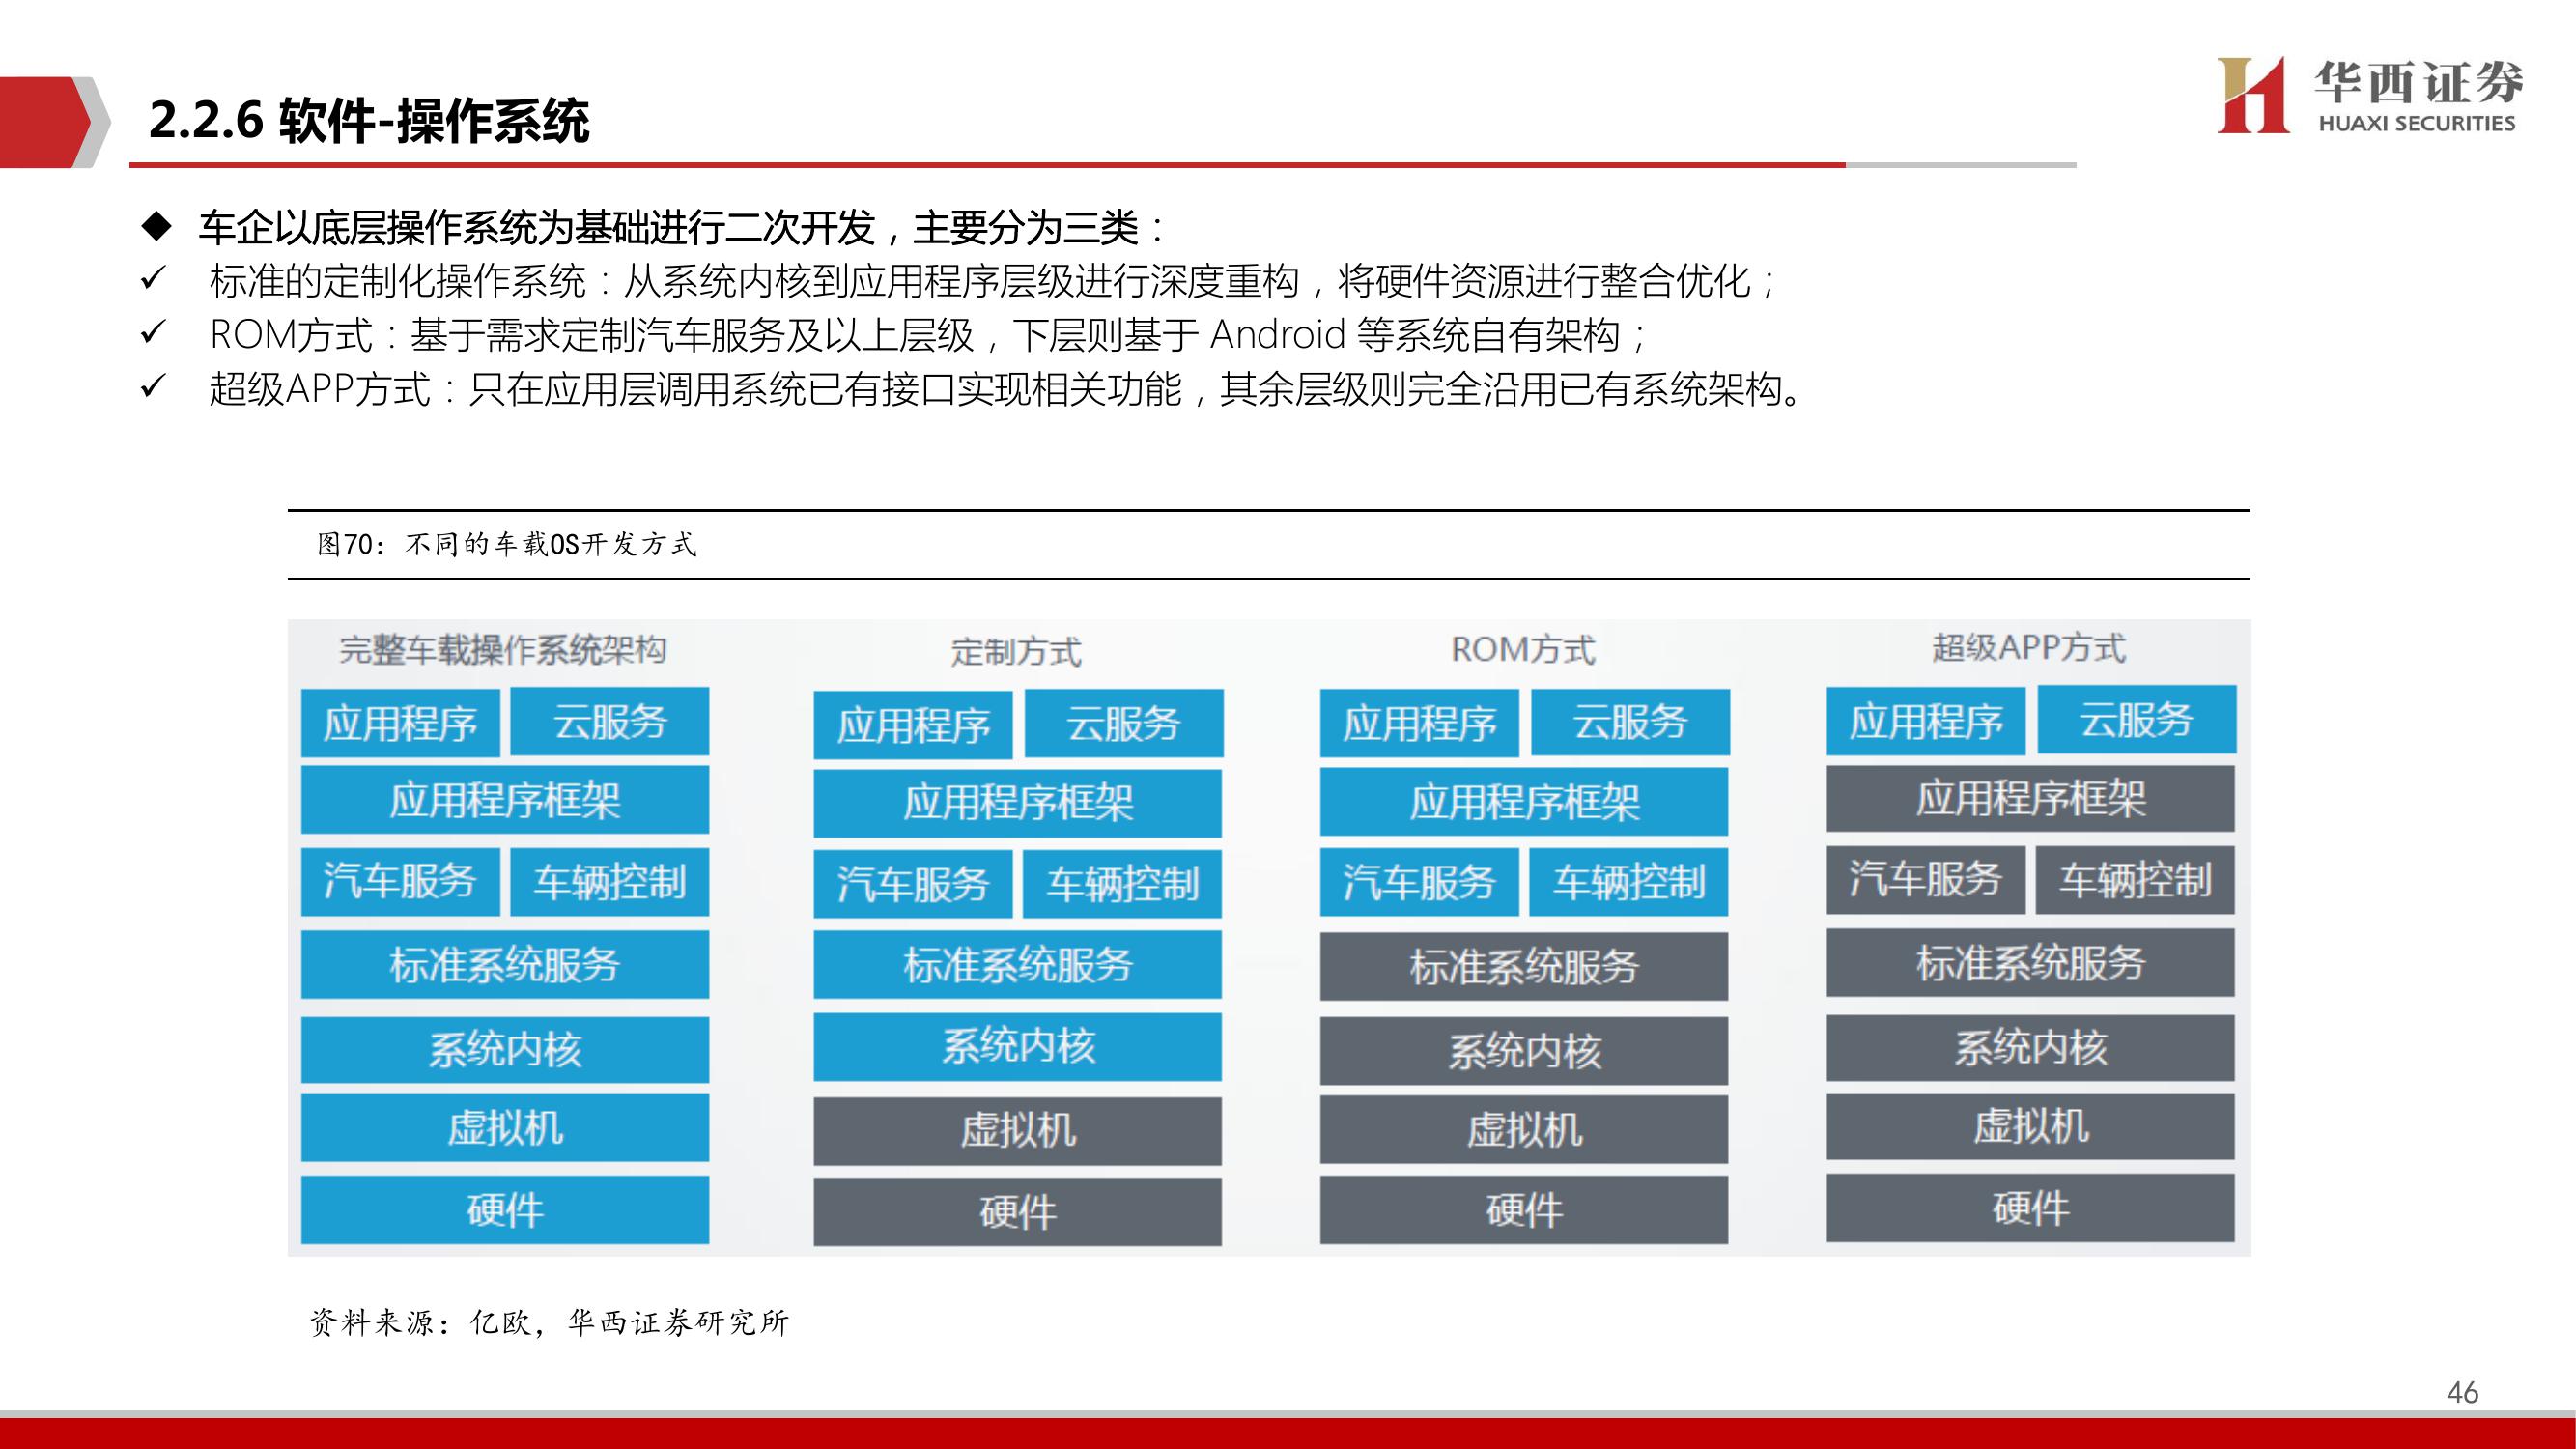 2.2.6 软件-操作系统
华西证券
HUAXI SECURITIES
◆ 车企以底层操作系统为基础进行二次开发，主要分为三类：
✓ 标准的定制化操作系统：从系统内核到应用程序层级进行深度重构，将硬件资源进行整合优化；
✓ ROM方式：基于需求定制汽车服务及以上层级，下层则基于 Android 等系统自有架构；
✓ 超级APP方式：只在应用层调用系统已有接口实现相关功能，其余层级则完全沿用已有系统架构。
图70：不同的车载OS开发方式
完整车载操作系统架构
应用程序 云服务
应用程序框架
汽车服务 车辆控制
标准系统服务
系统内核
虚拟机
硬件
定制方式
应用程序 云服务
应用程序框架
汽车服务 车辆控制
标准系统服务
系统内核
虚拟机
硬件
ROM方式
应用程序 云服务
应用程序框架
汽车服务 车辆控制
标准系统服务
系统内核
虚拟机
硬件
超级APP方式
应用程序 云服务
应用程序框架
汽车服务 车辆控制
标准系统服务
系统内核
虚拟机
硬件
资料来源：亿欧，华西证券研究所
46